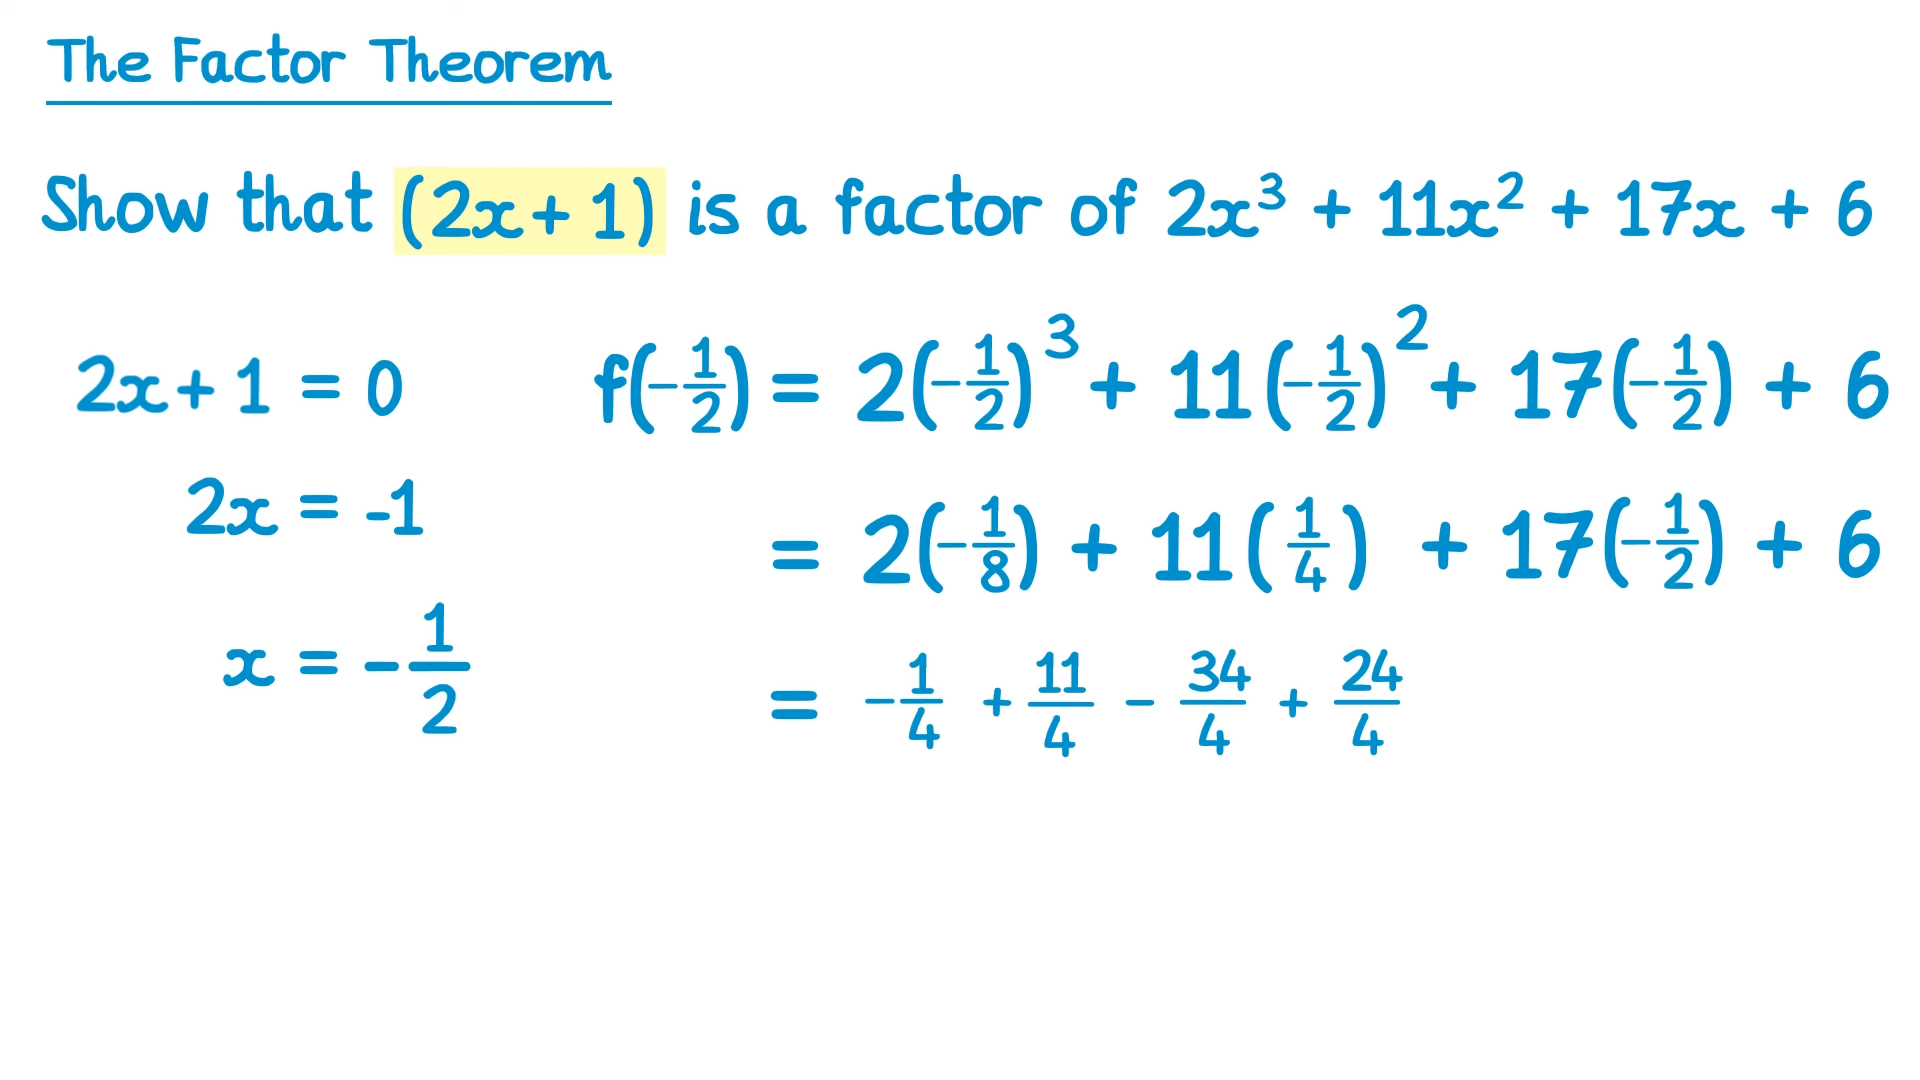 The Factor Theorem
Show that (2x + 1) is a factor of 2x³ + 11x² + 17x + 6
2x + 1 = 0
2x = -1
x = -1/2
f(-1/2) = 2(-1/2)³ + 11(-1/2)² + 17(-1/2) + 6
= 2(-1/8) + 11(1/4) + 17(-1/2) + 6
= -1/4 + 11/4 - 34/4 + 24/4